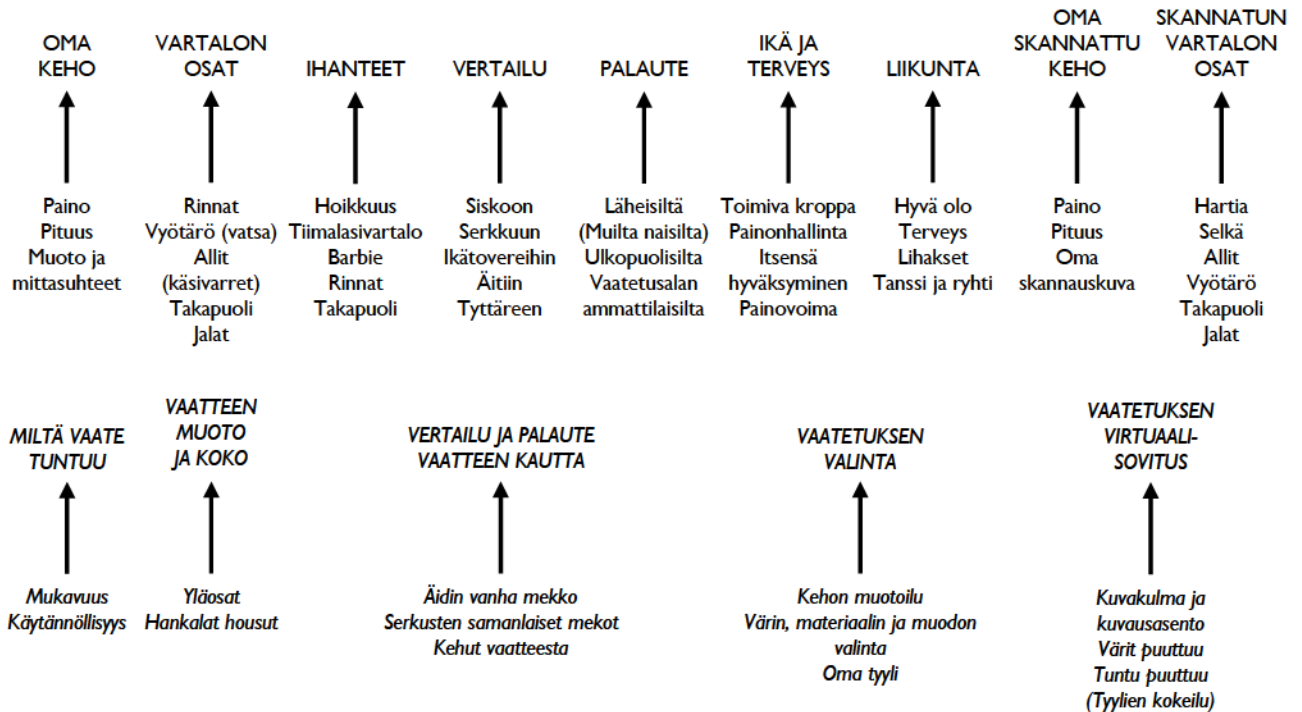 OMA
KEHO
VARTALON
OSAT
IHANTEET
VERTAILU
PALAUTE
IKÄ JA
TERVEYS
LIIKUNTA
OMA
SKANNATTU
KEHO
SKANNATUN
VARTALON
OSAT
Paino
Pituus
Muoto ja
mittasuhteet
Rinnat
Vyötärö (vatsa)
Allit
(käsivarret)
Takapuoli
Jalat
Hoikkuus
Tiimalasivartalo
Barbie
Rinnat
Takapuoli
Siskoon
Serkkuun
Ikätovereihin
Äitiin
Tyttäreen
Läheisiltä
(Muilta naisilta)
Ulkopuolisilta
Vaatetusalan
ammattilaisilta
Toimiva kroppa
Painonhallinta
Itsensä
hyväksyminen
Painovoima
Hyvä olo
Terveys
Lihakset
Tanssi ja ryhti
Paino
Pituus
Oma
skannauskuva
Hartia
Selkä
Allit
Vyötärö
Takapuoli
Jalat
MILTÄ VAATE
TUNTUU
VAATTEEN
MUOTO
JA KOKO
VERTAILU JA PALAUTE
VAATTEEN KAUTTA
VAATETUKSEN
VALINTA
VAATETUKSEN
VIRTUAALI-
SOVITUS
Mukavuus
Käytännöllisyys
Yläosat
Hankalat housut
Äidin vanha mekko
Serkusten samanlaiset mekot
Kehut vaatteesta
Kehon muotoilu
Värin, materiaalin ja muodon
valinta
Oma tyyli
Kuvakulma ja
kuvausasento
Värit puuttuu
Tuntu puuttuu
(Tyylien kokeilu)